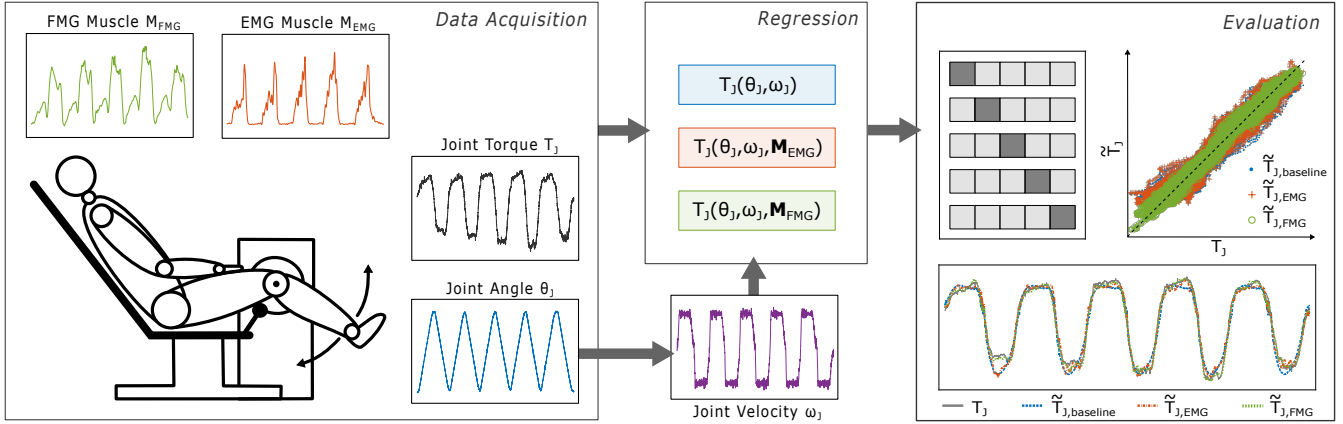 Data Acquisition
FMG Muscle M_FMG
EMG Muscle M_EMG
Joint Torque T_J
Joint Angle θ_J
Regression
T_J(θ_J,ω_J)
T_J(θ_J,ω_J,M_EMG)
T_J(θ_J,ω_J,M_FMG)
Joint Velocity ω_J
Evaluation
T̃_J
T̃_J,baseline
T̃_J,EMG
T̃_J,FMG
T_J
T_J T̃_J,baseline T̃_J,EMG T̃_J,FMG